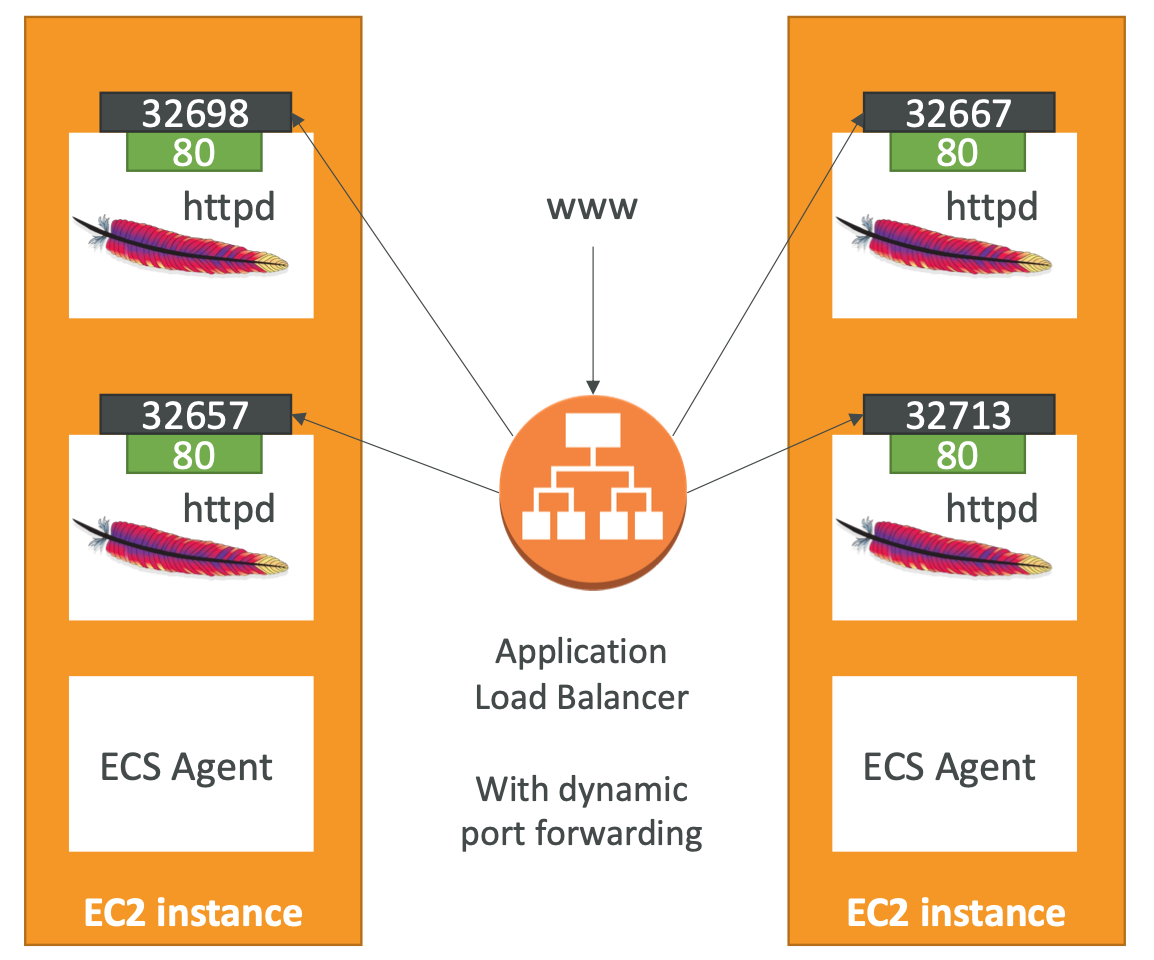 32698
80
httpd
32657
80
httpd
ECS Agent
EC2 instance
www
Application
Load Balancer
With dynamic
port forwarding
32667
80
httpd
32713
80
httpd
ECS Agent
EC2 instance